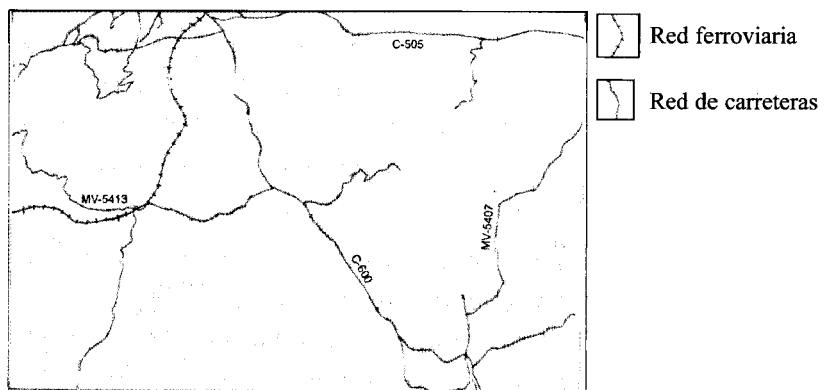 C-505
Red ferroviaria
Red de carreteras
MV-5413
MV-5407
C-600